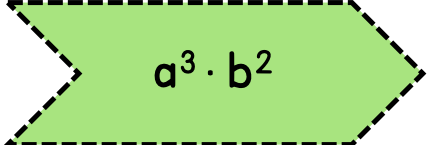 a³ · b²